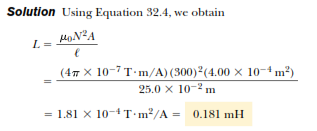 Solution Using Equation 32.4, we obtain
L = μ₀N²A / ℓ
= (4π × 10⁻⁷ T·m/A)(300)²(4.00 × 10⁻⁴ m²) / 25.0 × 10⁻² m
= 1.81 × 10⁻⁴ T·m²/A = 0.181 mH